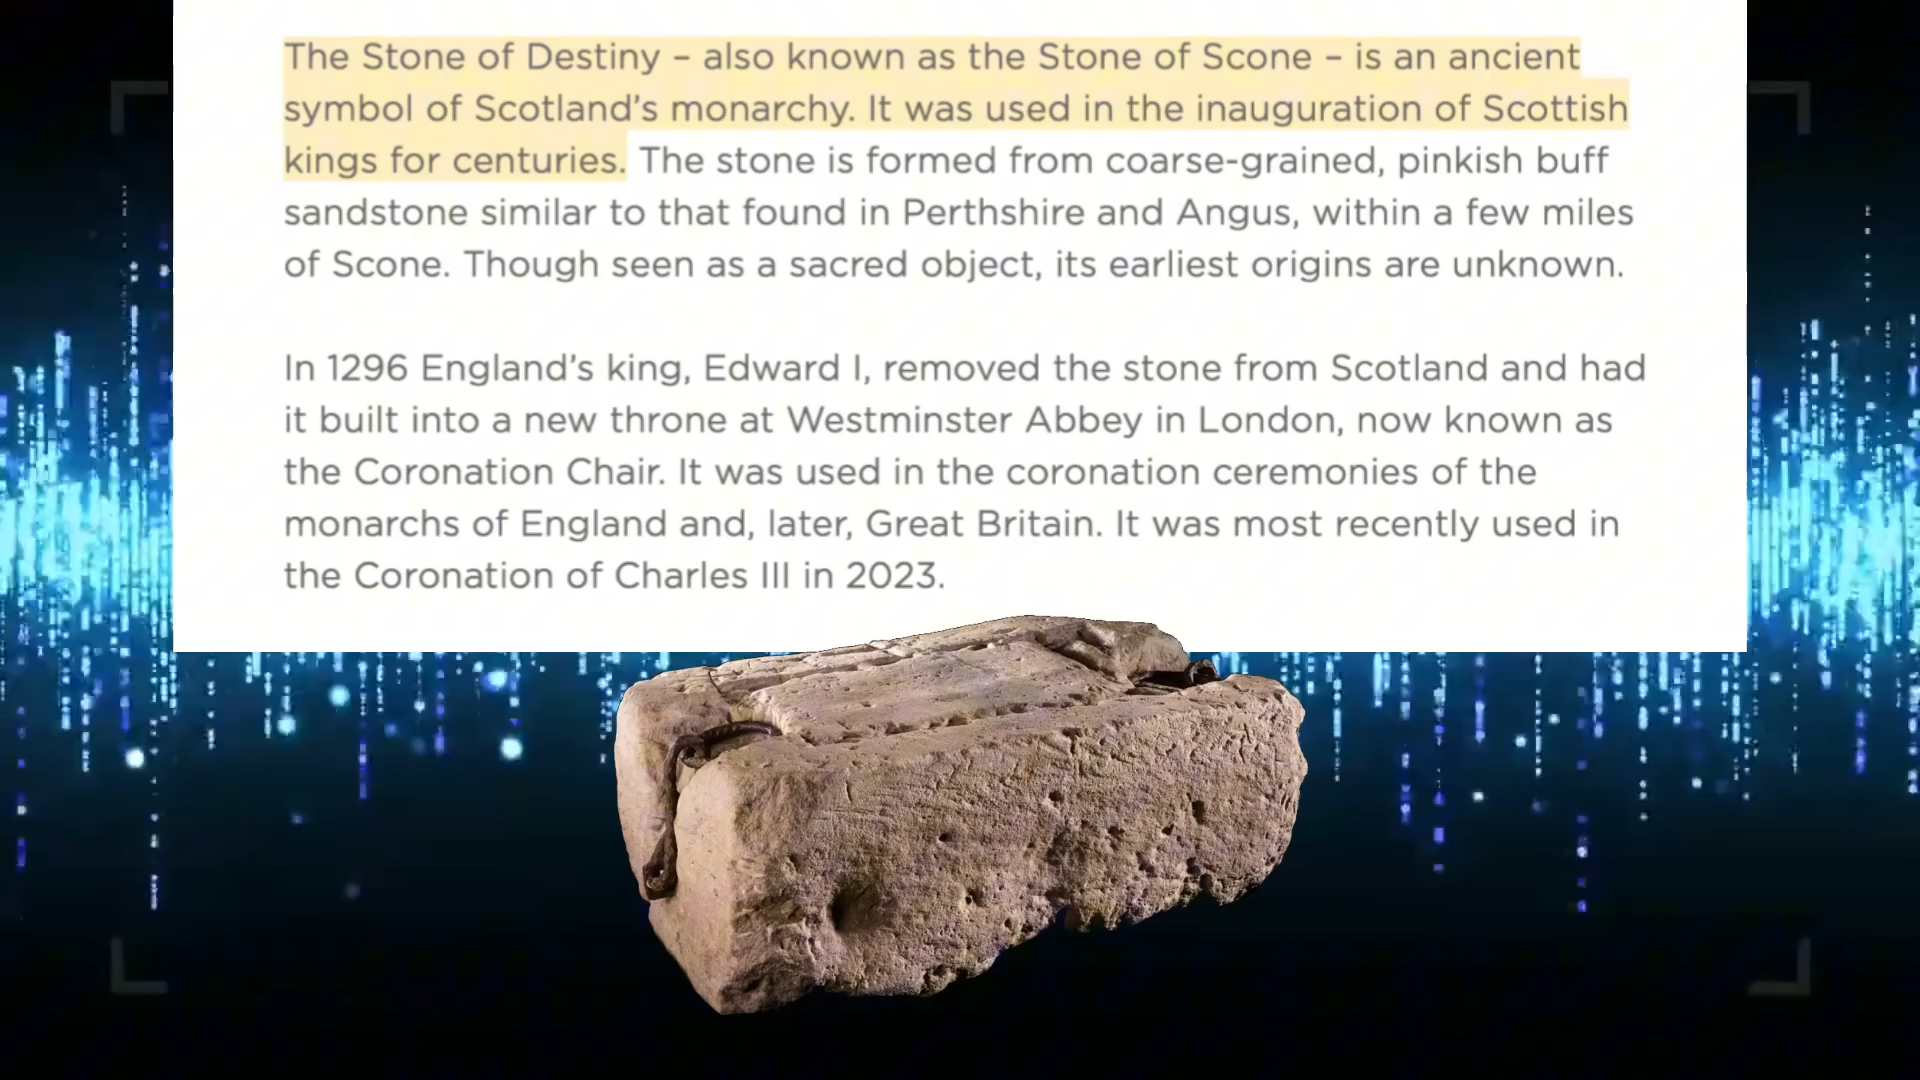 The Stone of Destiny – also known as the Stone of Scone – is an ancient
symbol of Scotland’s monarchy. It was used in the inauguration of Scottish
kings for centuries. The stone is formed from coarse-grained, pinkish buff
sandstone similar to that found in Perthshire and Angus, within a few miles
of Scone. Though seen as a sacred object, its earliest origins are unknown.
In 1296 England’s king, Edward I, removed the stone from Scotland and had
it built into a new throne at Westminster Abbey in London, now known as
the Coronation Chair. It was used in the coronation ceremonies of the
monarchs of England and, later, Great Britain. It was most recently used in
the Coronation of Charles III in 2023.